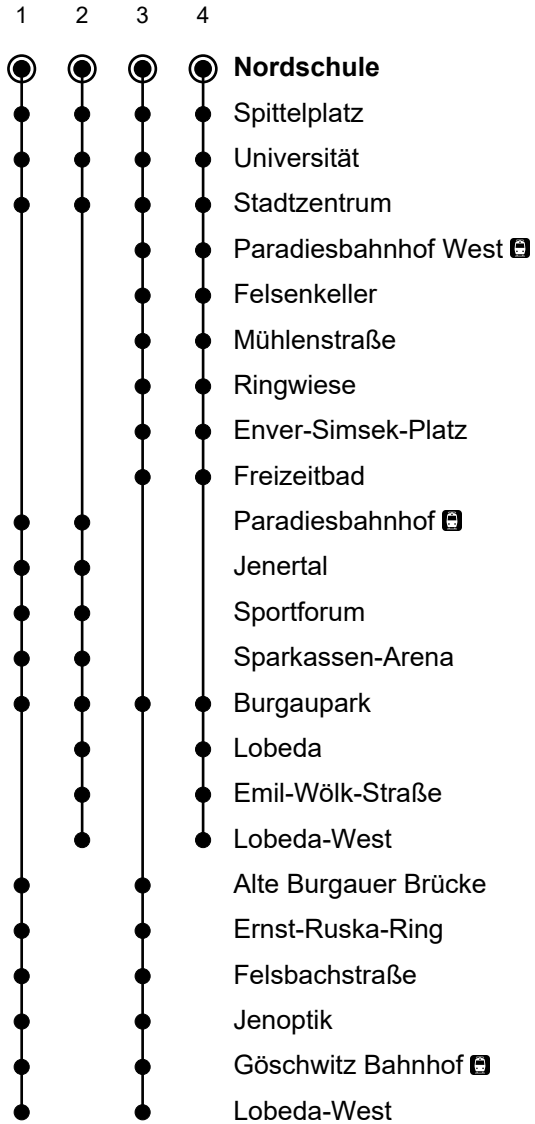 1 2 3 4
Nordschule
Spittelplatz
Universität
Stadtzentrum
Paradiesbahnhof West
Felsenkeller
Mühlenstraße
Ringwiese
Enver-Simsek-Platz
Freizeitbad
Paradiesbahnhof
Jenertal
Sportforum
Sparkassen-Arena
Burgaupark
Lobeda
Emil-Wölk-Straße
Lobeda-West
Alte Burgauer Brücke
Ernst-Ruska-Ring
Felsbachstraße
Jenoptik
Göschwitz Bahnhof
Lobeda-West